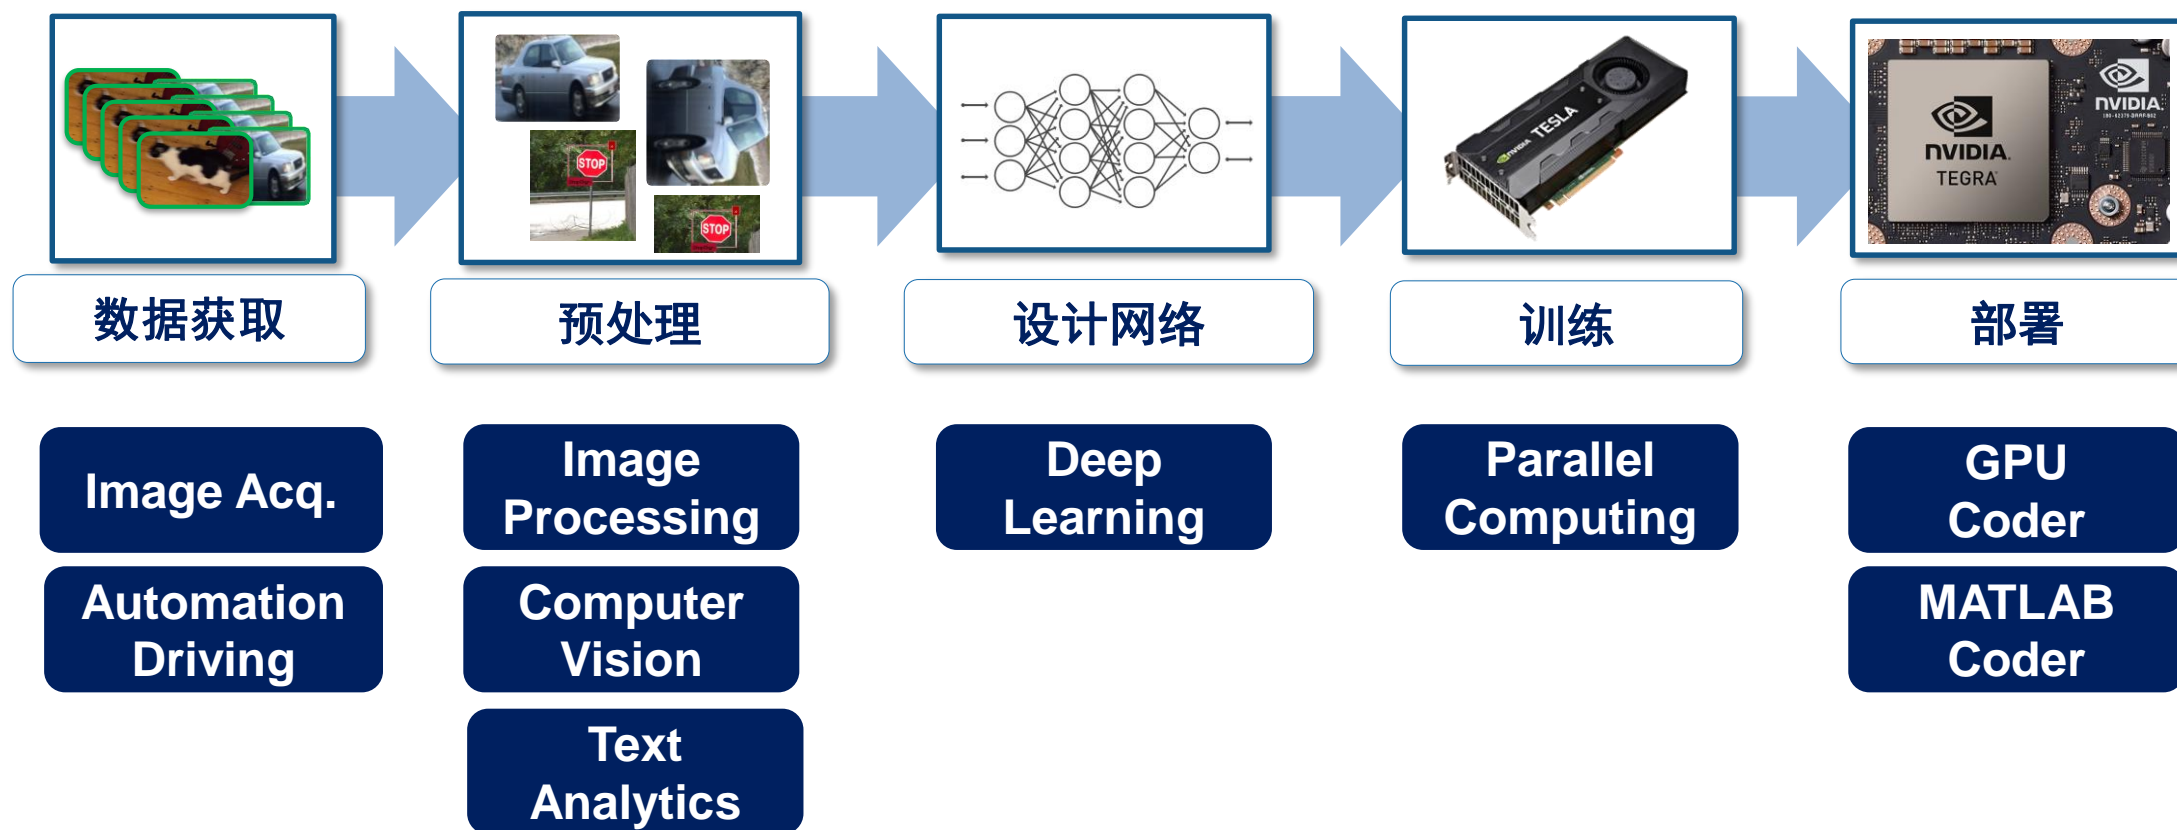 STOP
STOP
NVIDIA
TESLA
NVIDIA.
TEGRA
NVIDIA.
数据获取
预处理
设计网络
训练
部署
Image Acq.
Automation
Driving
Image
Processing
Computer
Vision
Text
Analytics
Deep
Learning
Parallel
Computing
GPU
Coder
MATLAB
Coder